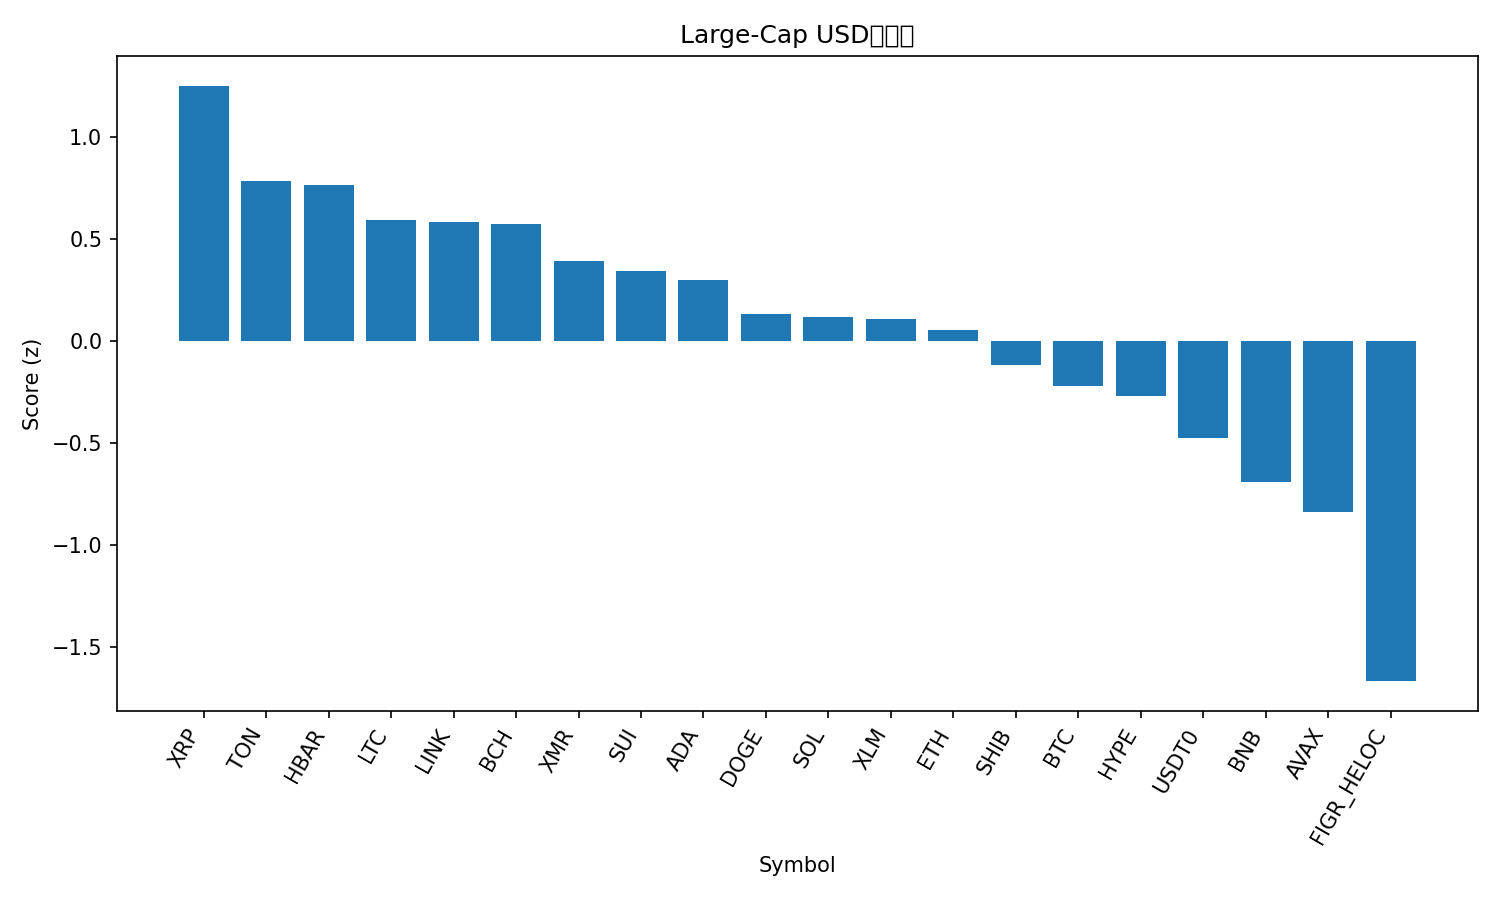 Large-Cap USD
Score (z)
1.0
0.5
0.0
−0.5
−1.0
−1.5
XRP
TON
HBAR
LTC
LINK
BCH
XMR
SUI
ADA
DOGE
SOL
XLM
ETH
SHIB
BTC
HYPE
USDT0
BNB
AVAX
FIGR_HELOC
Symbol